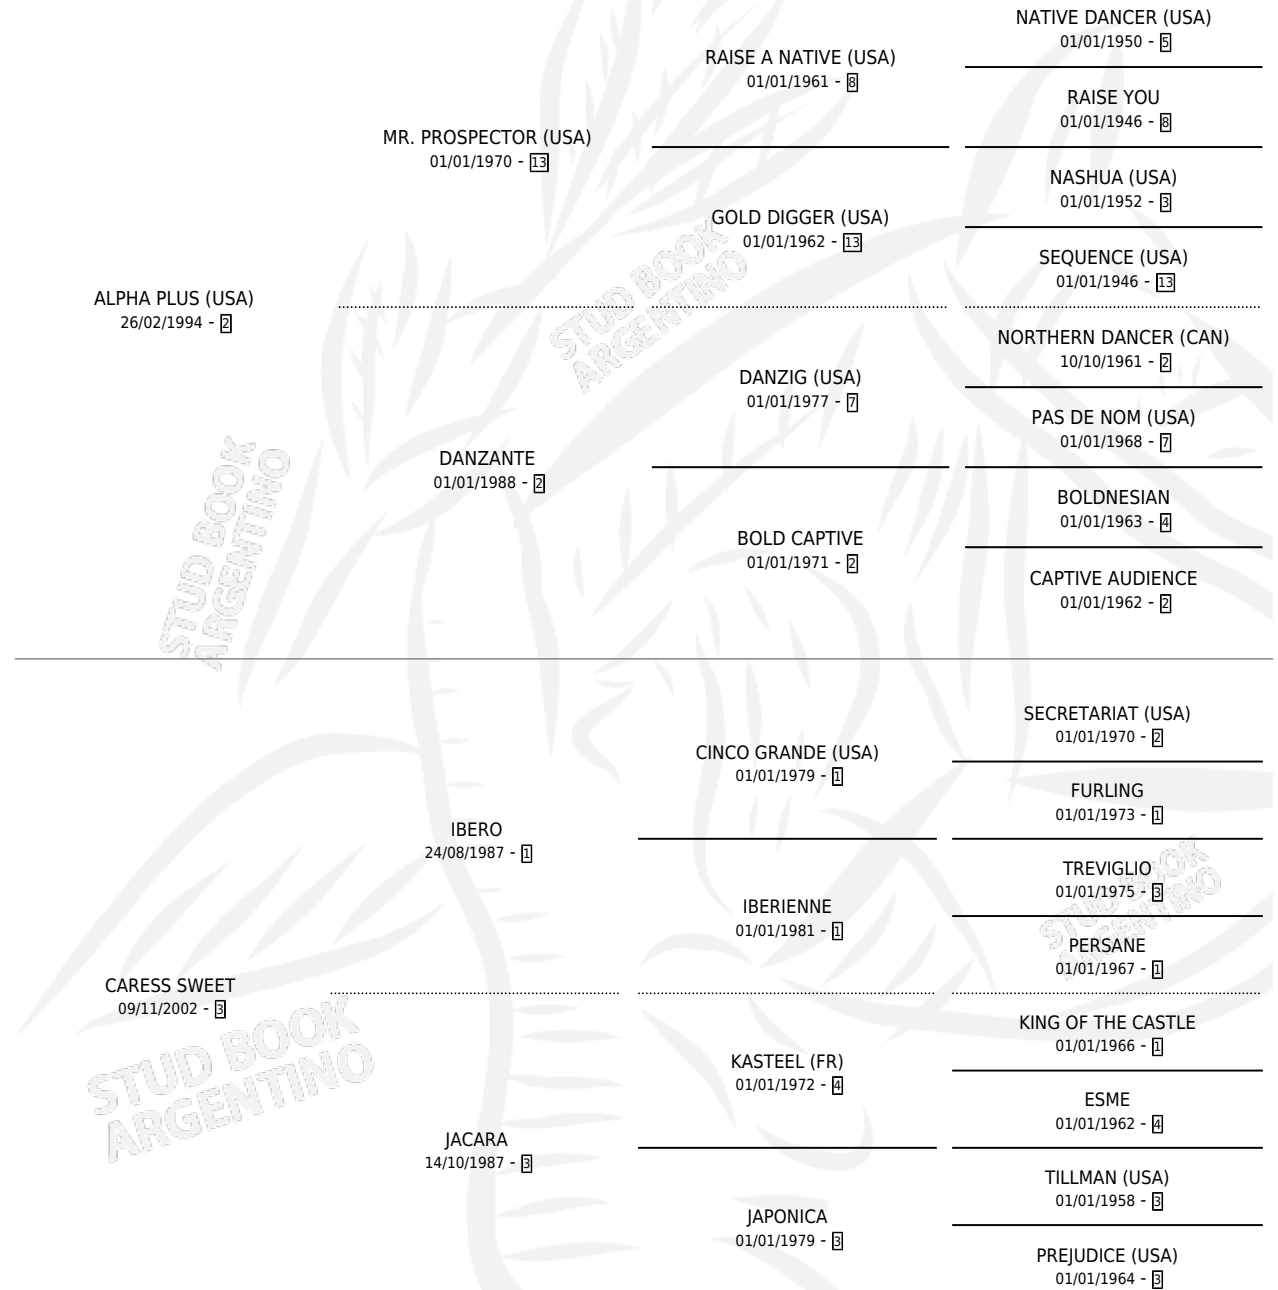 NATIVE DANCER (USA)
01/01/1950 - 5
RAISE A NATIVE (USA)
01/01/1961 - 8
RAISE YOU
01/01/1946 - 8
MR. PROSPECTOR (USA)
01/01/1970 - 13
NASHUA (USA)
01/01/1952 - 3
GOLD DIGGER (USA)
01/01/1962 - 13
SEQUENCE (USA)
01/01/1946 - 13
ALPHA PLUS (USA)
26/02/1994 - 2
NORTHERN DANCER (CAN)
10/10/1961 - 2
DANZIG (USA)
01/01/1977 - 7
PAS DE NOM (USA)
01/01/1968 - 7
DANZANTE
01/01/1988 - 2
BOLDNESIAN
01/01/1963 - 4
BOLD CAPTIVE
01/01/1971 - 2
CAPTIVE AUDIENCE
01/01/1962 - 2
SECRETARIAT (USA)
01/01/1970 - 2
CINCO GRANDE (USA)
01/01/1979 - 1
FURLING
01/01/1973 - 1
IBERO
24/08/1987 - 1
TREVIGLIO
01/01/1975 - 3
IBERIENNE
01/01/1981 - 1
PERSANE
01/01/1967 - 1
CARESS SWEET
09/11/2002 - 3
KING OF THE CASTLE
01/01/1966 - 1
KASTEEL (FR)
01/01/1972 - 4
ESME
01/01/1962 - 4
JACARA
14/10/1987 - 3
TILLMAN (USA)
01/01/1958 - 3
JAPONICA
01/01/1979 - 3
PREJUDICE (USA)
01/01/1964 - 3
STUD BOOK
ARGENTINO
STUD BOOK
ARGENTINO
STUD BOOK
ARGENTINO
STUD BOOK
ARGENTINO